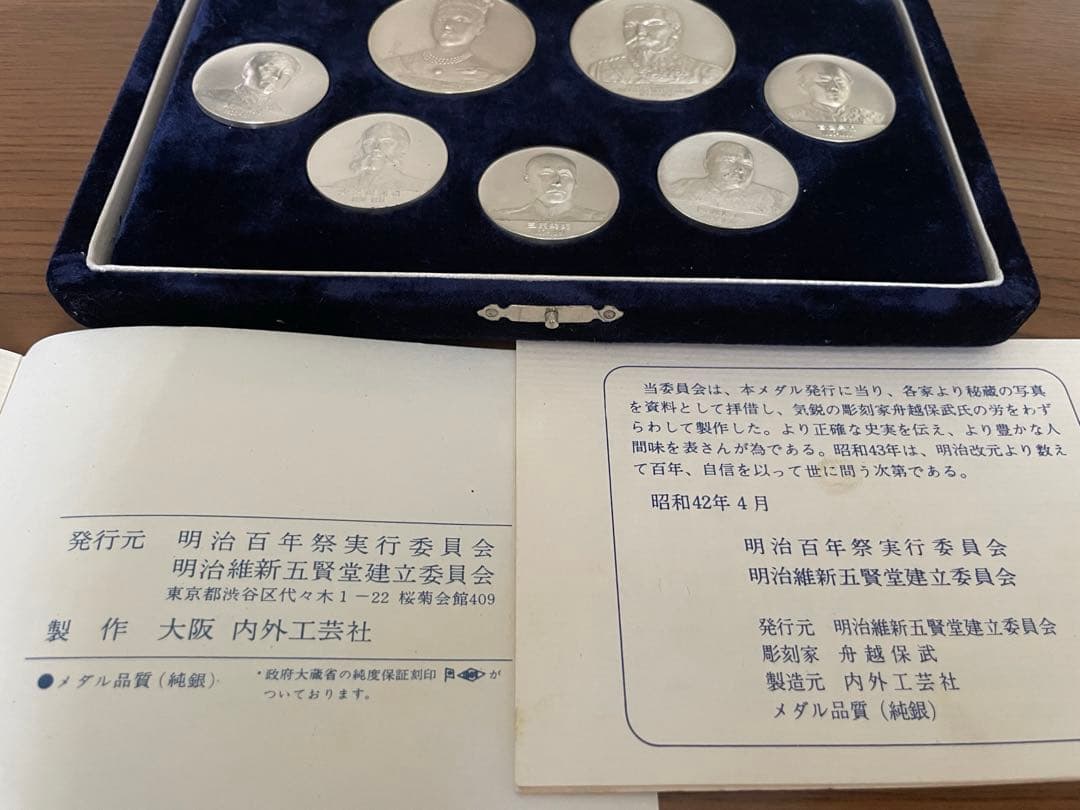 発行元 明治百年祭実行委員会
明治維新五賢堂建立委員会
東京都渋谷区代々木1-22 桜菊会館409
製作 大阪 内外工芸社
●メダル品質(純銀)
・政府大蔵省の純度保証刻印が
ついております。
当委員会は、本メダル発行に当り、各家より秘蔵の写真
を資料として拝借し、気鋭の彫刻家舟越保武氏の労をわず
らわして製作した。より正確な史実を伝え、より豊かな人
間味を表さんが為である。昭和43年は、明治改元より数え
て百年、自信を以って世に問う次第である。
昭和42年4月
明治百年祭実行委員会
明治維新五賢堂建立委員会
発行元 明治維新五賢堂建立委員会
彫刻家 舟越保武
製造元 内外工芸社
メダル品質(純銀)